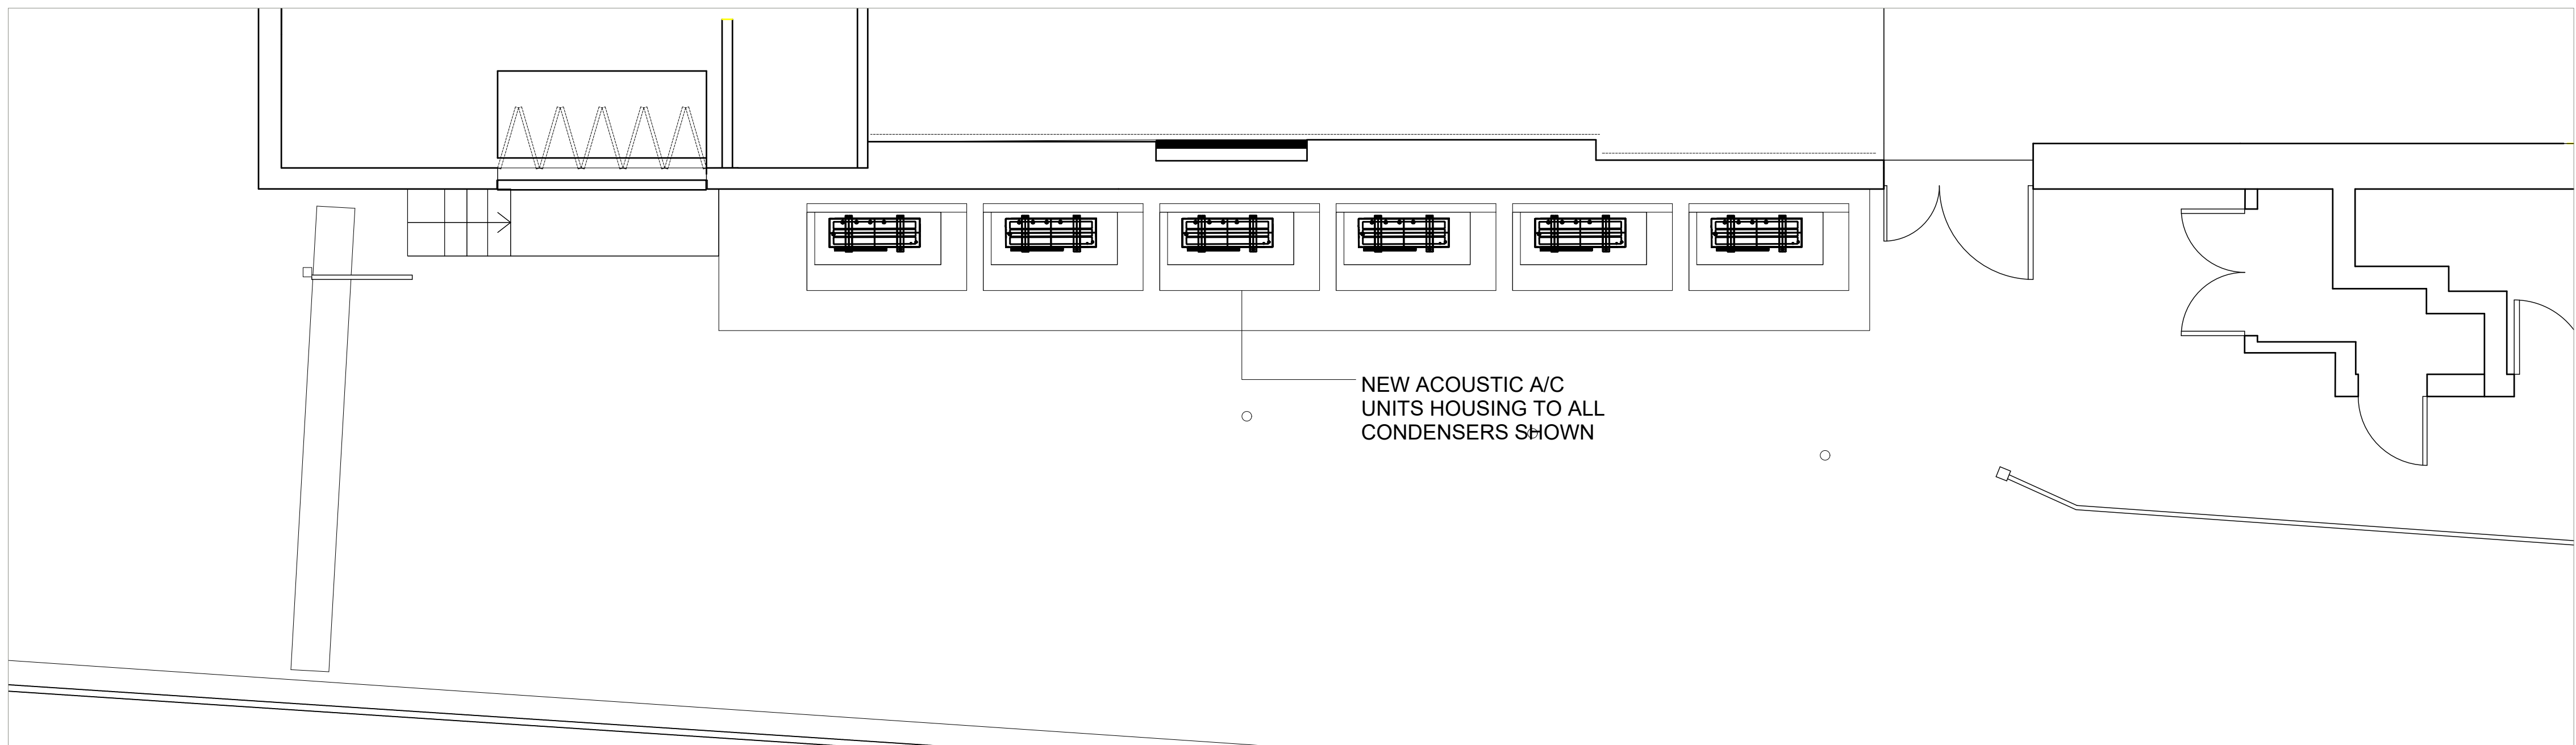 NEW ACOUSTIC A/C
UNITS HOUSING TO ALL
CONDENSERS SHOWN